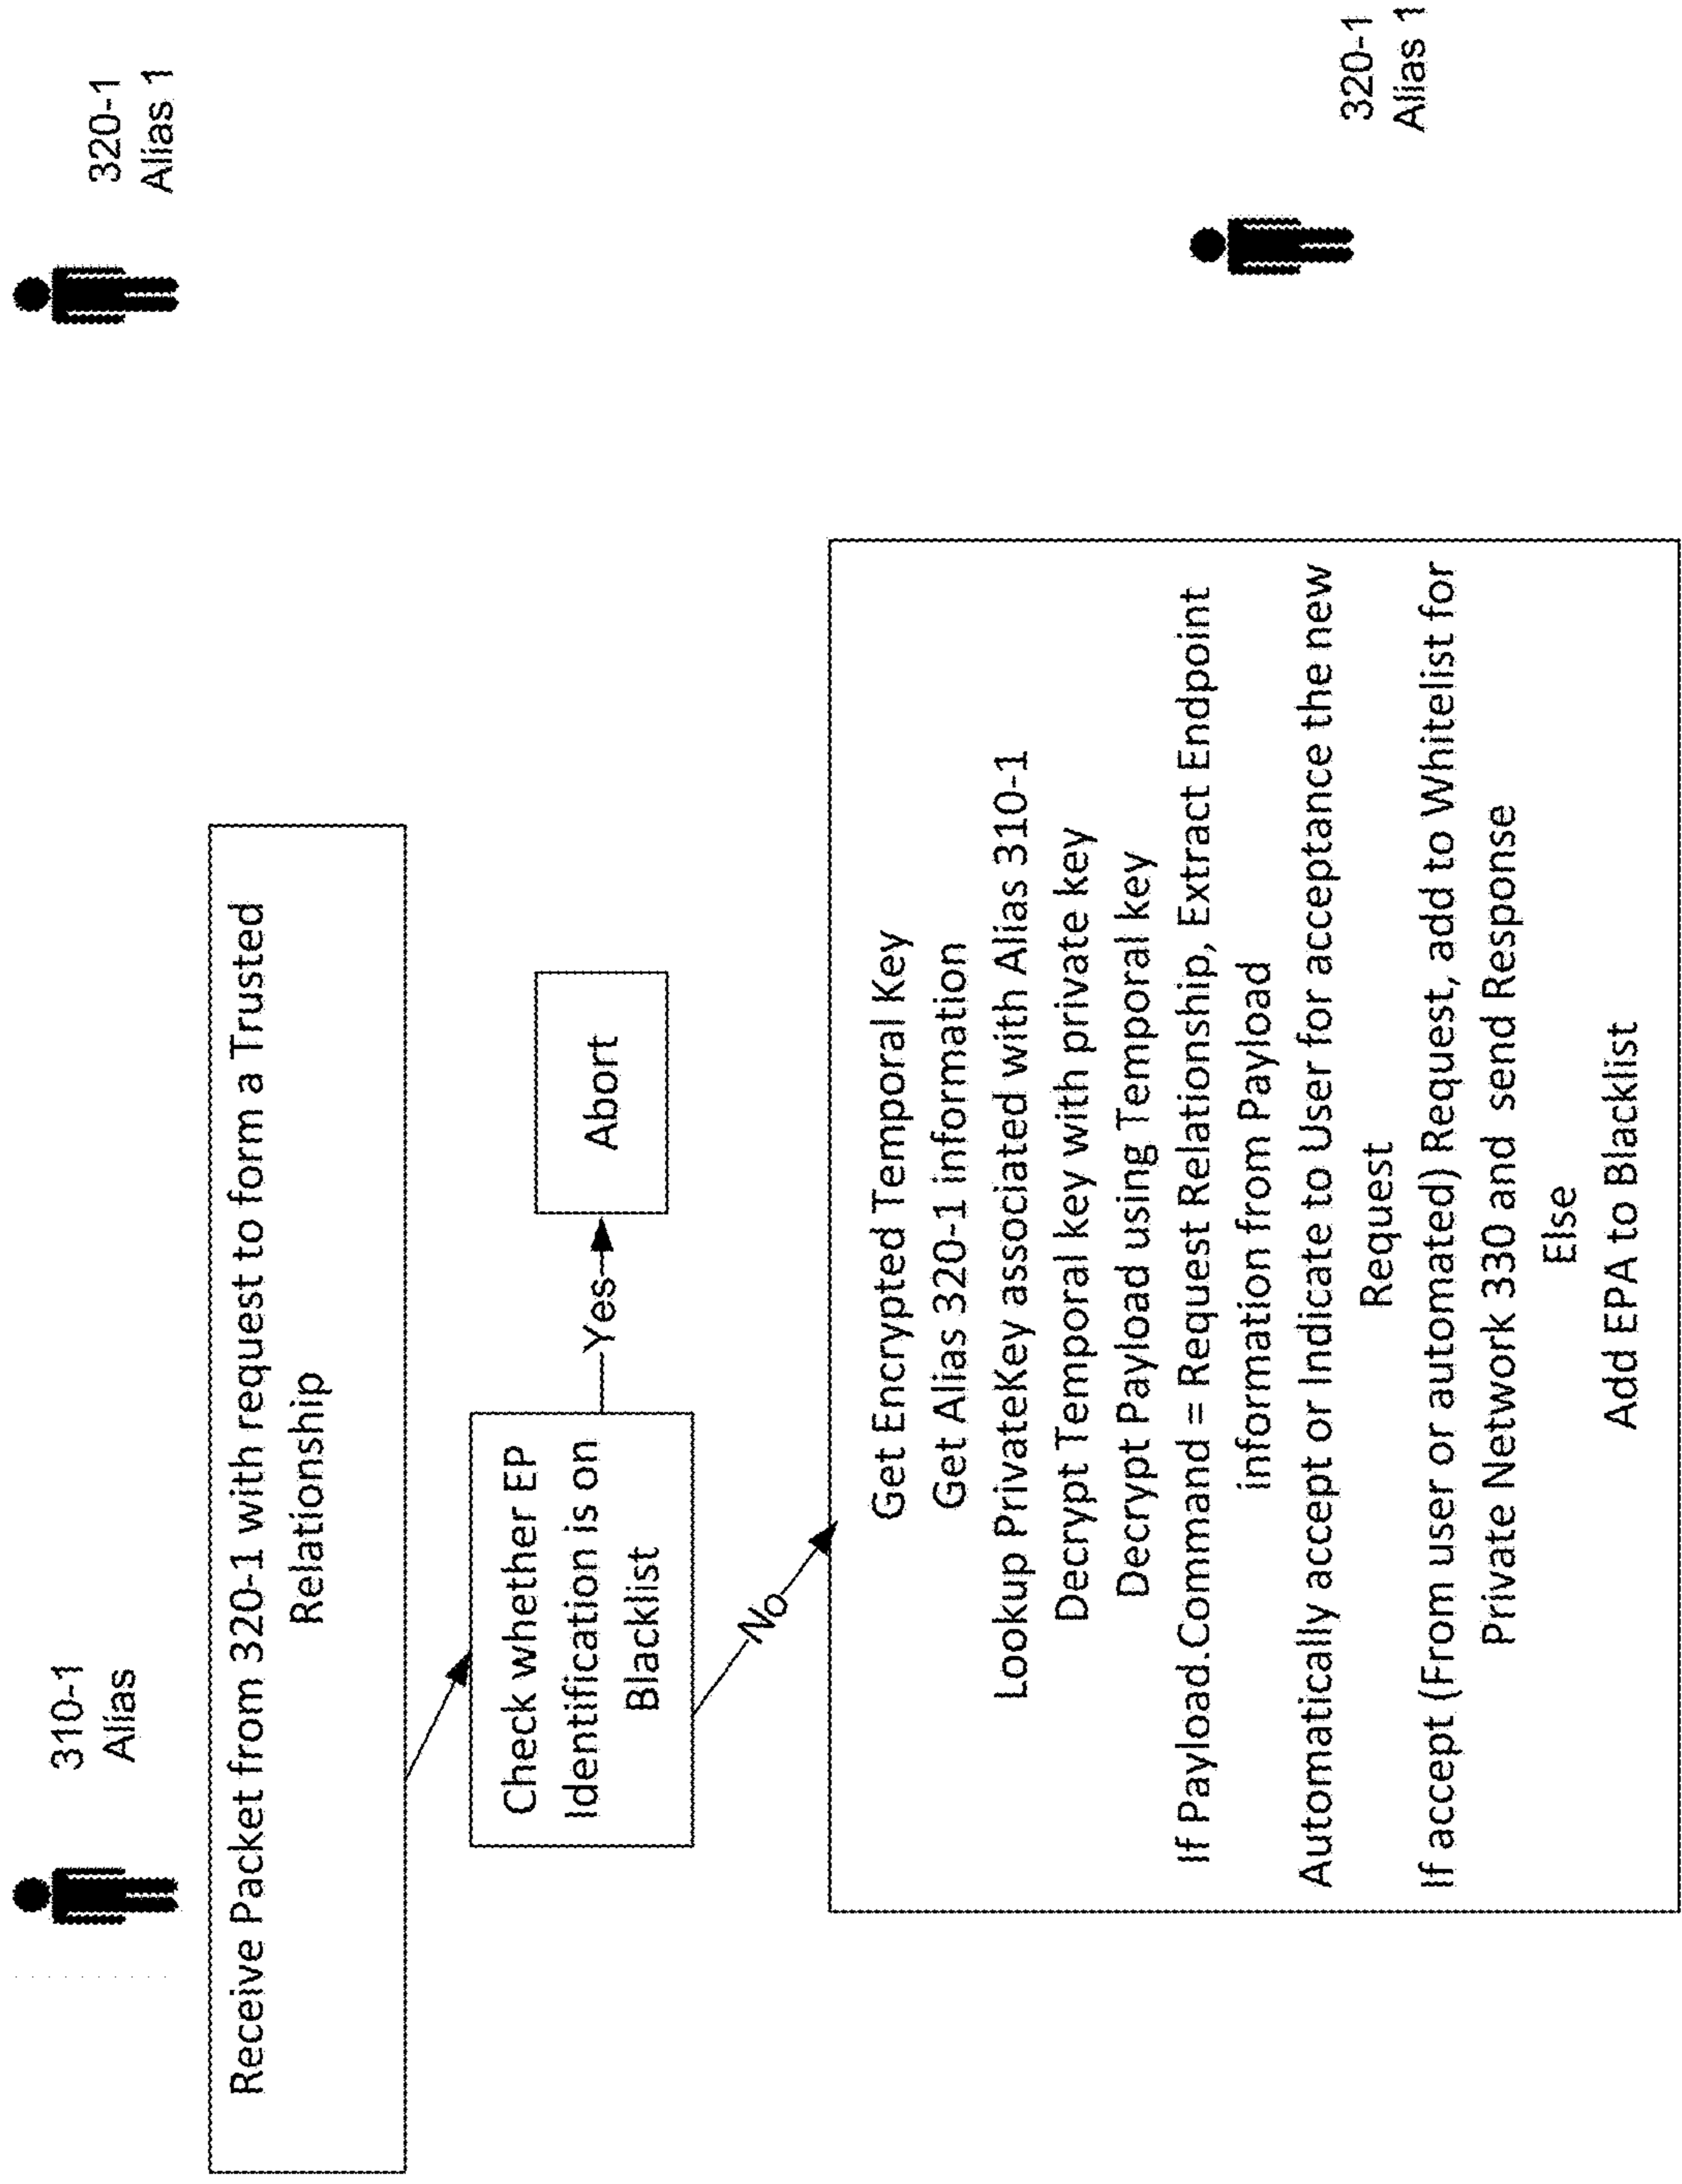 310-1
Alias
320-1
Alias 1
Receive Packet from 320-1 with request to form a Trusted
Relationship
Check whether EP
Identification is on
Blacklist
Yes
Abort
No
Get Encrypted Temporal Key
Get Alias 320-1 information
Lookup PrivateKey associated with Alias 310-1
Decrypt Temporal key with private key
Decrypt Payload using Temporal key
If Payload.Command = Request Relationship, Extract Endpoint
information from Payload
Automatically accept or Indicate to User for acceptance the new
Request
If accept (From user or automated) Request, add to Whitelist for
Private Network 330 and send Response
Else
Add EPA to Blacklist
320-1
Alias 1